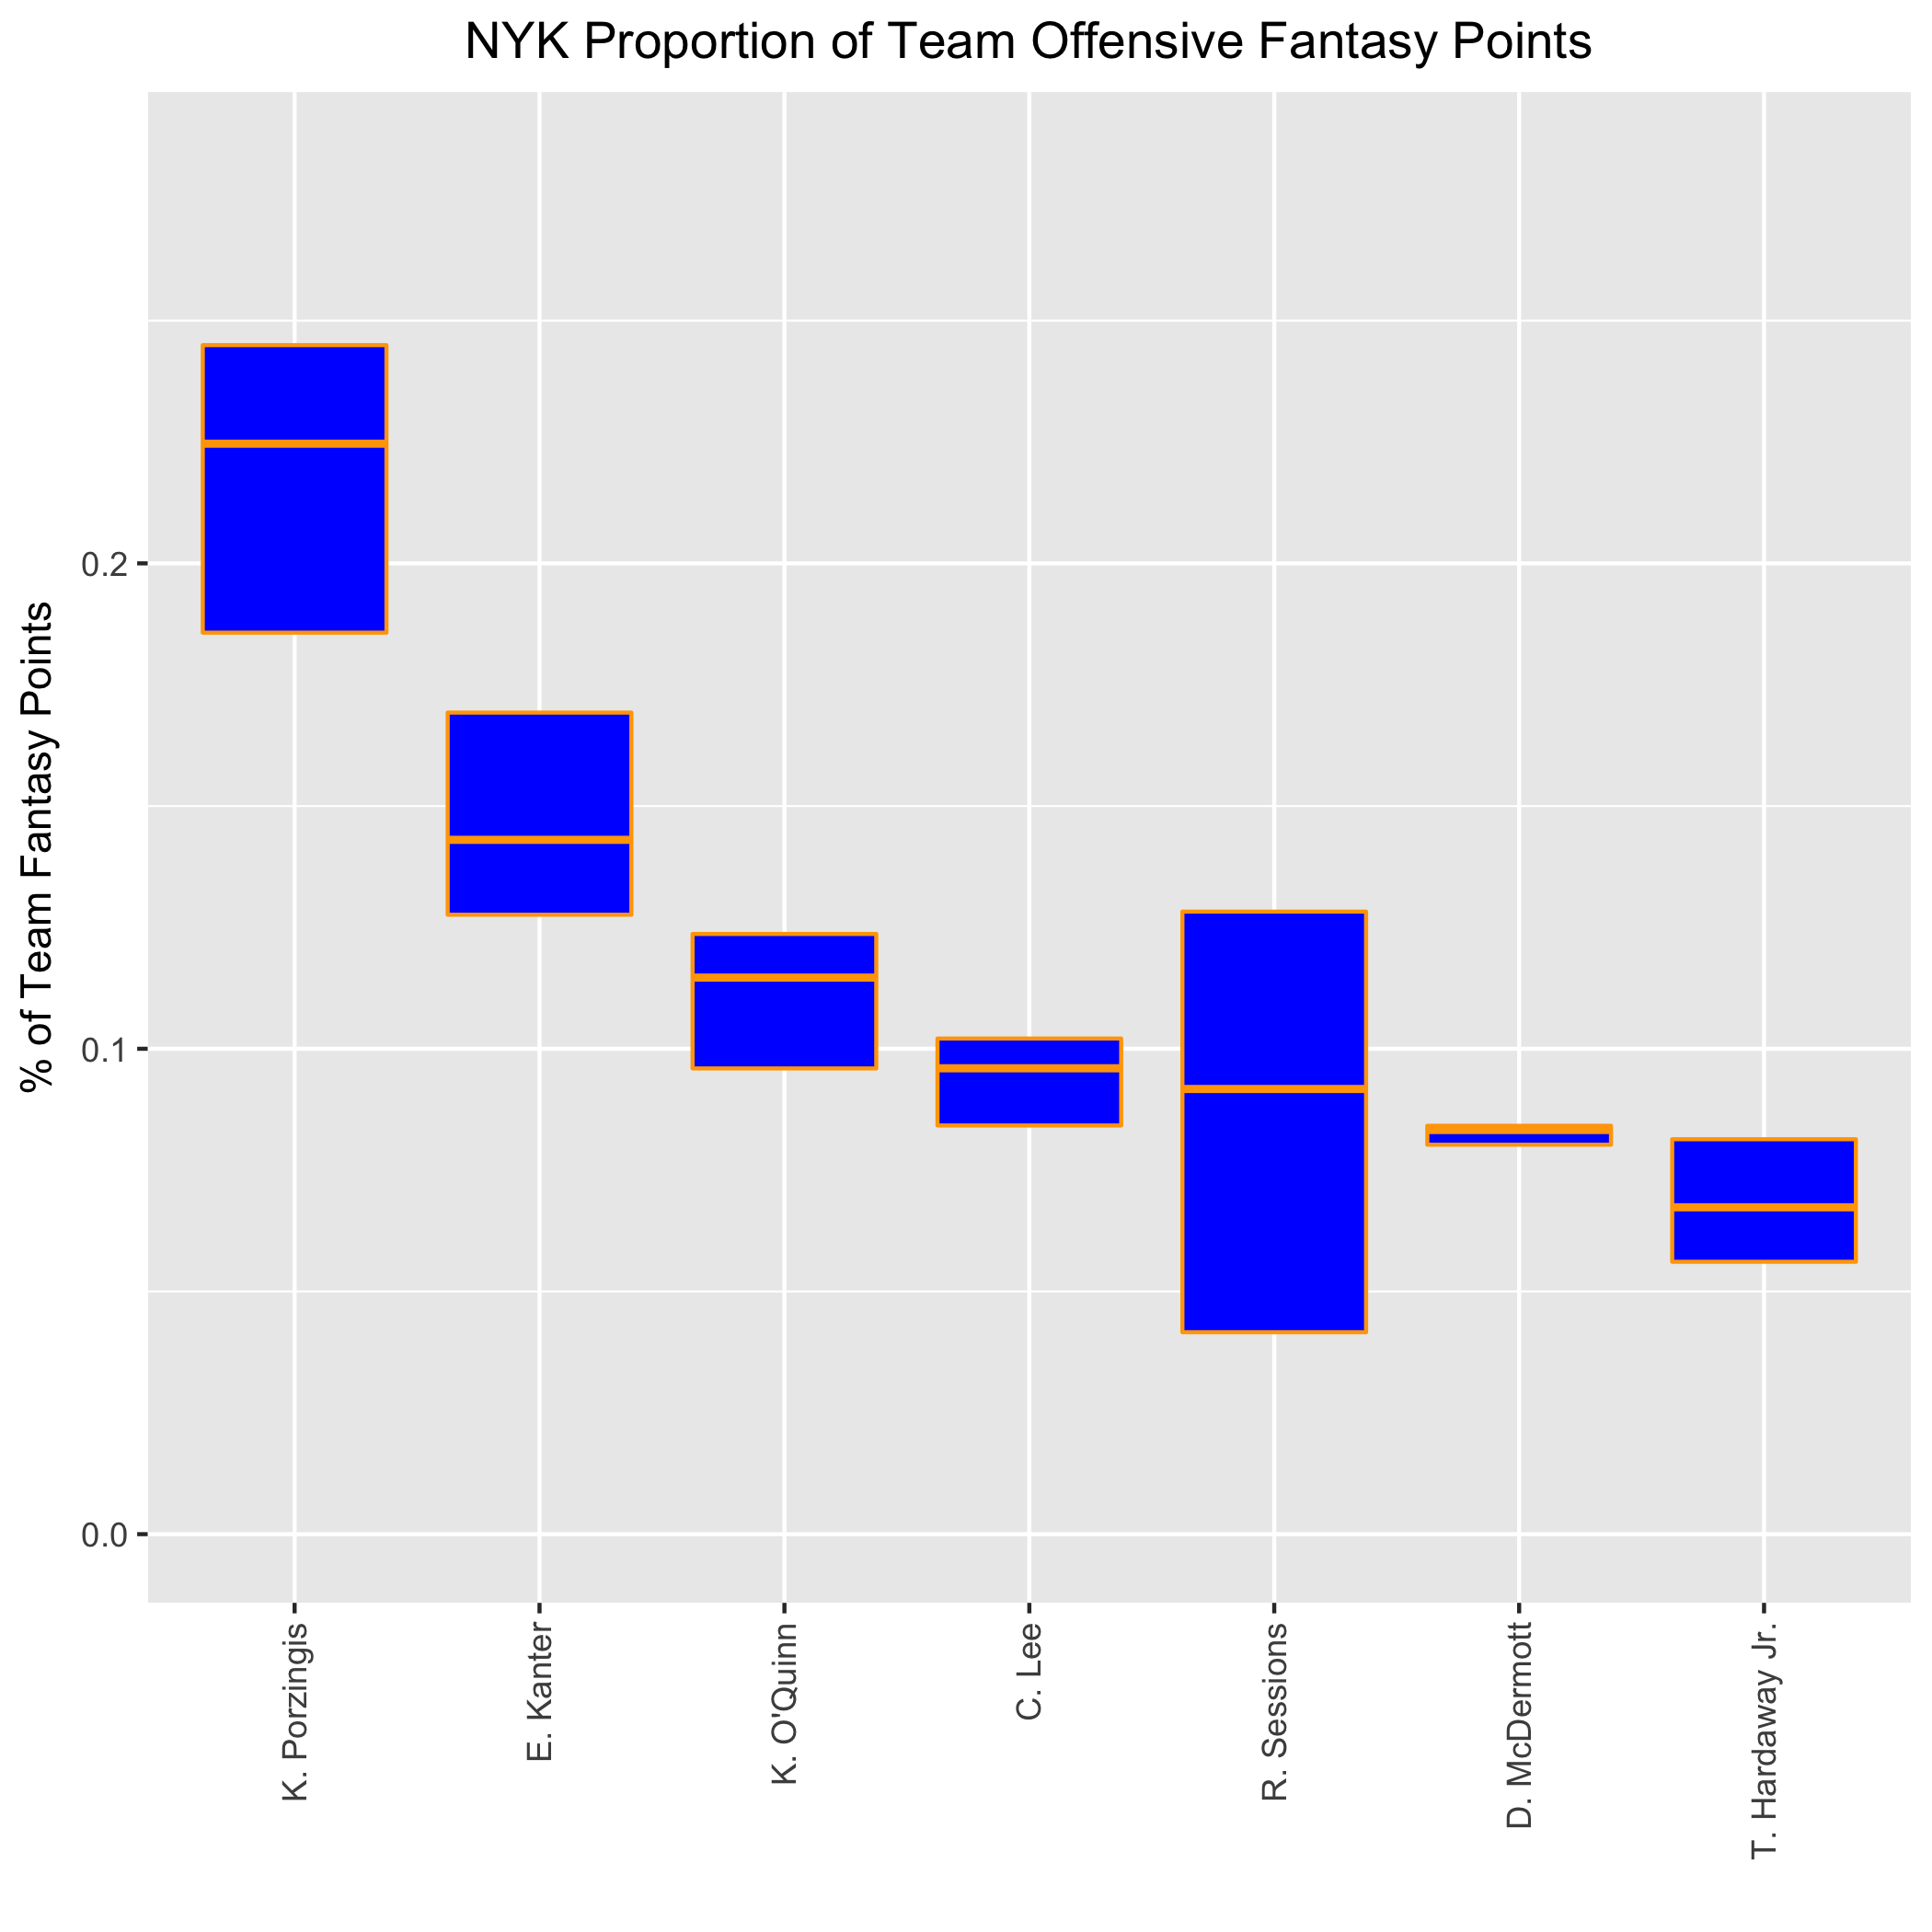 NYK Proportion of Team Offensive Fantasy Points
% of Team Fantasy Points
0.2
0.1
0.0
K. Porzingis
E. Kanter
K. O'Quinn
C. Lee
R. Sessions
D. McDermott
T. Hardaway Jr.